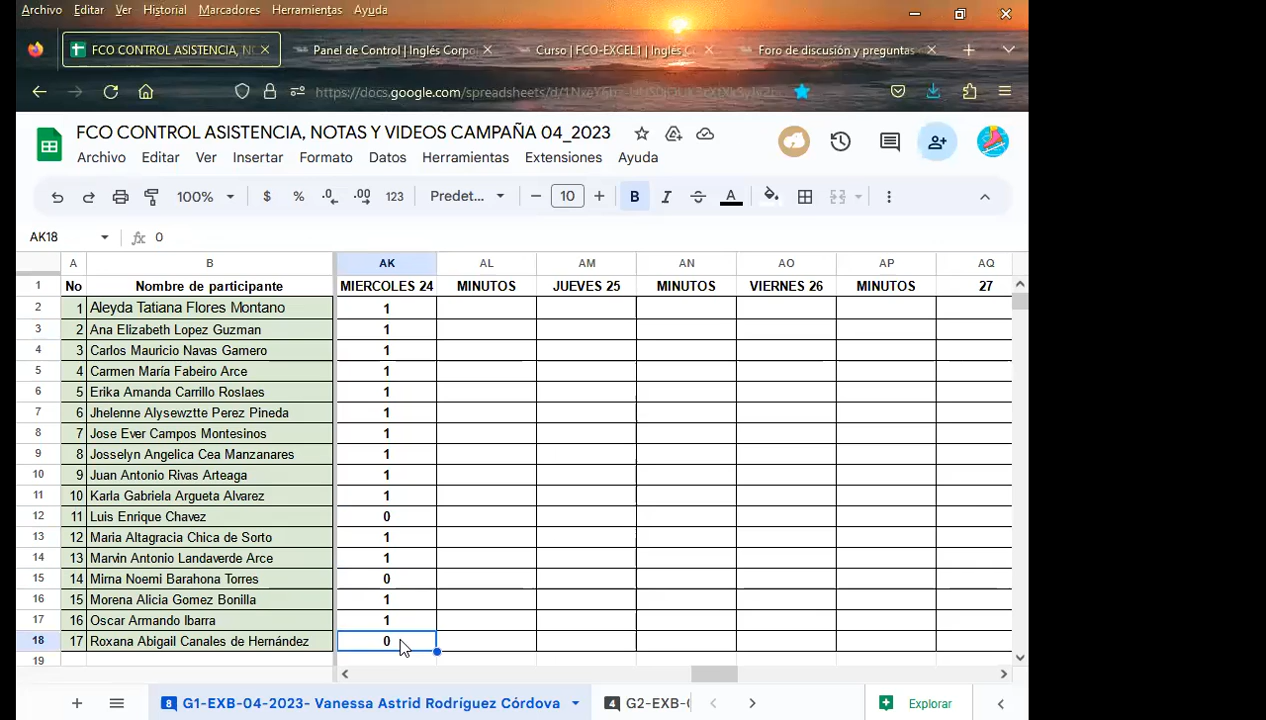 Archivo Editar Ver Historial Marcadores Herramientas Ayuda
FCO CONTROL ASISTENCIA, NO Panel de Control | Inglés Corpo Curso | FCO-EXCEL1 | Inglés C Foro de discusión y preguntas
FCO CONTROL ASISTENCIA, NOTAS Y VIDEOS CAMPAÑA 04_2023
Archivo Editar Ver Insertar Formato Datos Herramientas Extensiones Ayuda
100% $ % .0 .00 123 Predet... 10 B I A
AK18 fx 0
A B AK AL AM AN AO AP AQ
1 No Nombre de participante MIERCOLES 24 MINUTOS JUEVES 25 MINUTOS VIERNES 26 MINUTOS 27
2 1 Aleyda Tatiana Flores Montano 1
3 2 Ana Elizabeth Lopez Guzman 1
4 3 Carlos Mauricio Navas Gamero 1
5 4 Carmen María Fabeiro Arce 1
6 5 Erika Amanda Carrillo Roslaes 1
7 6 Jhelenne Alysewztte Perez Pineda 1
8 7 Jose Ever Campos Montesinos 1
9 8 Josselyn Angelica Cea Manzanares 1
10 9 Juan Antonio Rivas Arteaga 1
11 10 Karla Gabriela Argueta Alvarez 1
12 11 Luis Enrique Chavez 0
13 12 Maria Altagracia Chica de Sorto 1
14 13 Marvin Antonio Landaverde Arce 1
15 14 Mirna Noemi Barahona Torres 0
16 15 Morena Alicia Gomez Bonilla 1
17 16 Oscar Armando Ibarra 1
18 17 Roxana Abigail Canales de Hernández 0
19
8 G1-EXB-04-2023- Vanessa Astrid Rodríguez Córdova 4 G2-EXB-0 Explorar